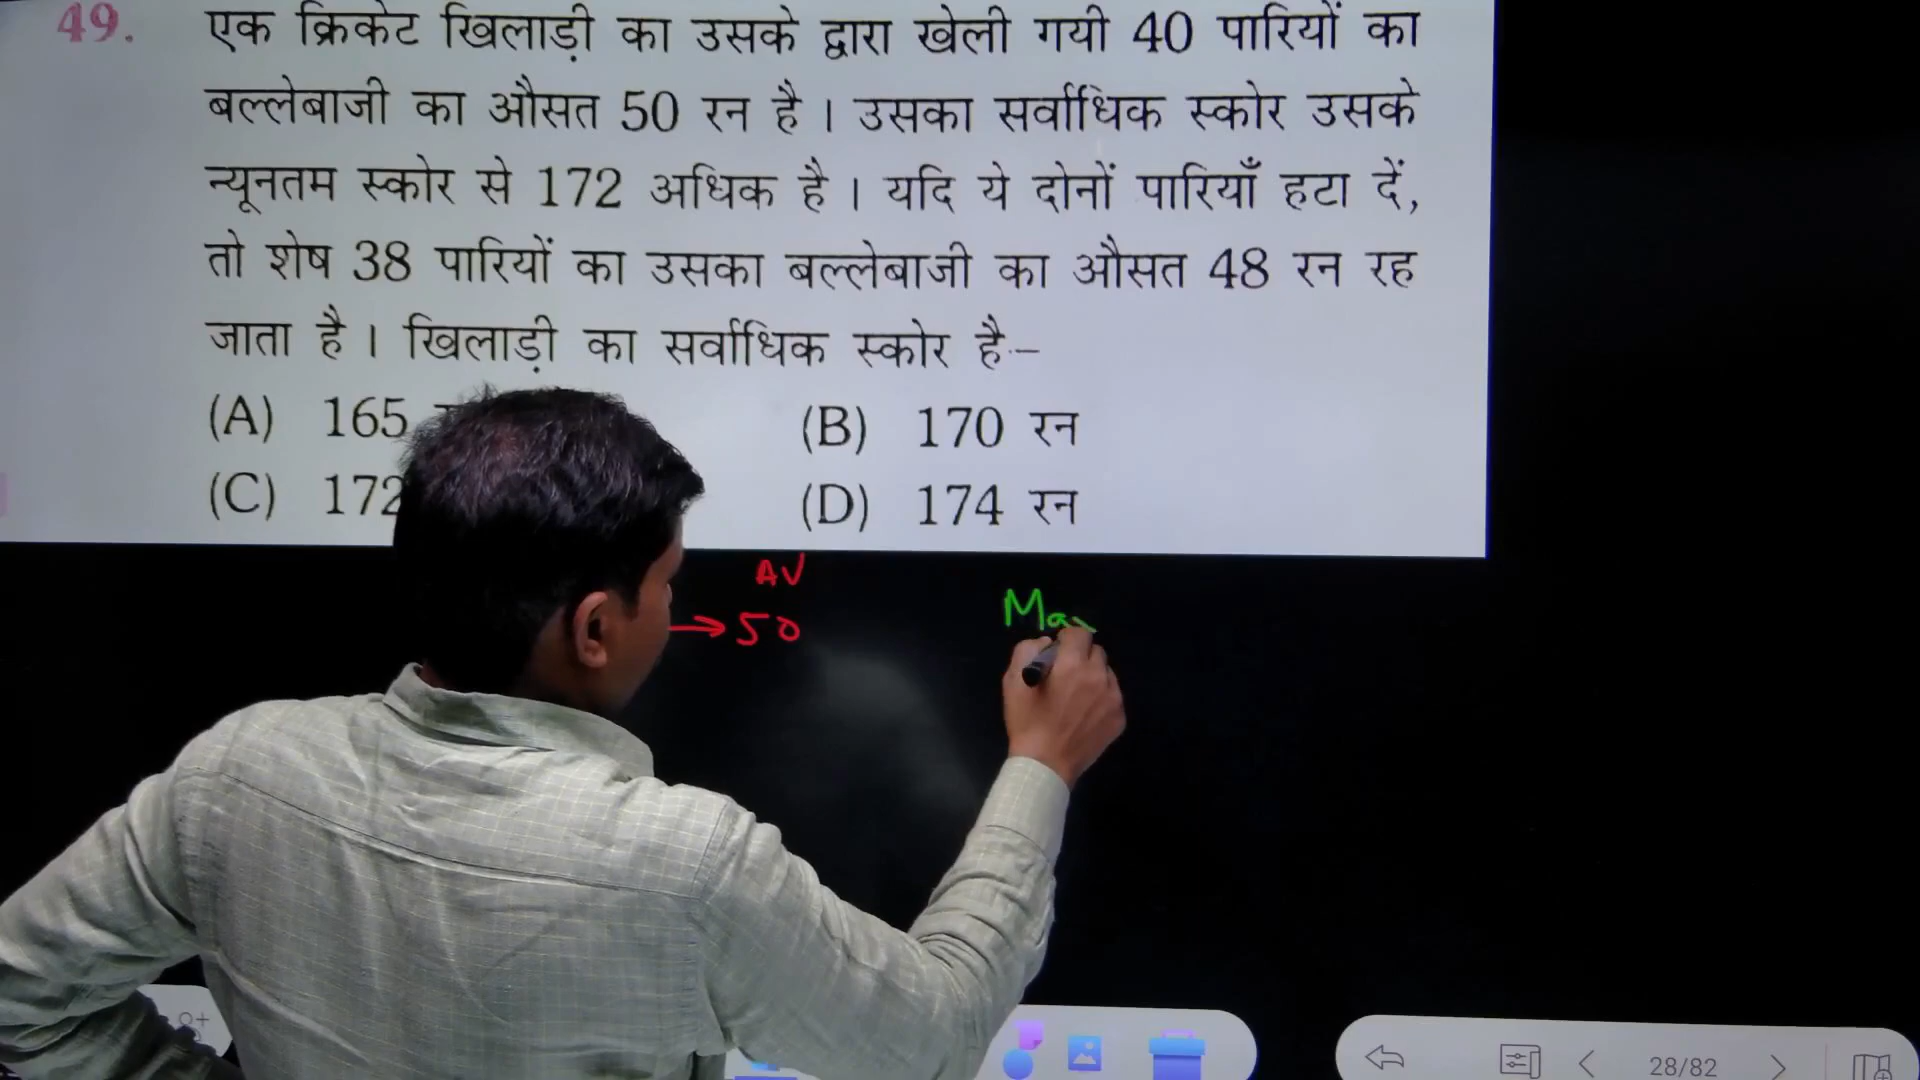 49. एक क्रिकेट खिलाड़ी का उसके द्वारा खेली गयी 40 पारियों का
बल्लेबाजी का औसत 50 रन है । उसका सर्वाधिक स्कोर उसके
न्यूनतम स्कोर से 172 अधिक है । यदि ये दोनों पारियाँ हटा दें,
तो शेष 38 पारियों का उसका बल्लेबाजी का औसत 48 रन रह
जाता है । खिलाड़ी का सर्वाधिक स्कोर है–
(A) 165 (B) 170 रन
(C) 172 (D) 174 रन
AV
→ 50
Max
28/82